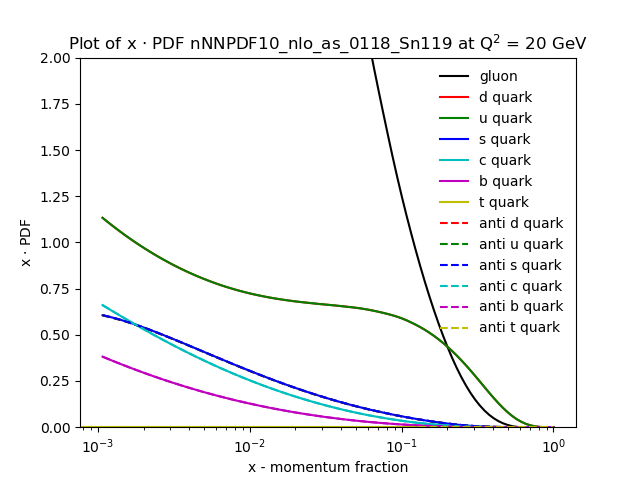 Plot of x · PDF nNNPDF10_nlo_as_0118_Sn119 at Q² = 20 GeV
2.00
1.75
1.50
1.25
1.00
0.75
0.50
0.25
0.00
x · PDF
gluon
d quark
u quark
s quark
c quark
b quark
t quark
anti d quark
anti u quark
anti s quark
anti c quark
anti b quark
anti t quark
10⁻³ 10⁻² 10⁻¹ 10⁰
x - momentum fraction